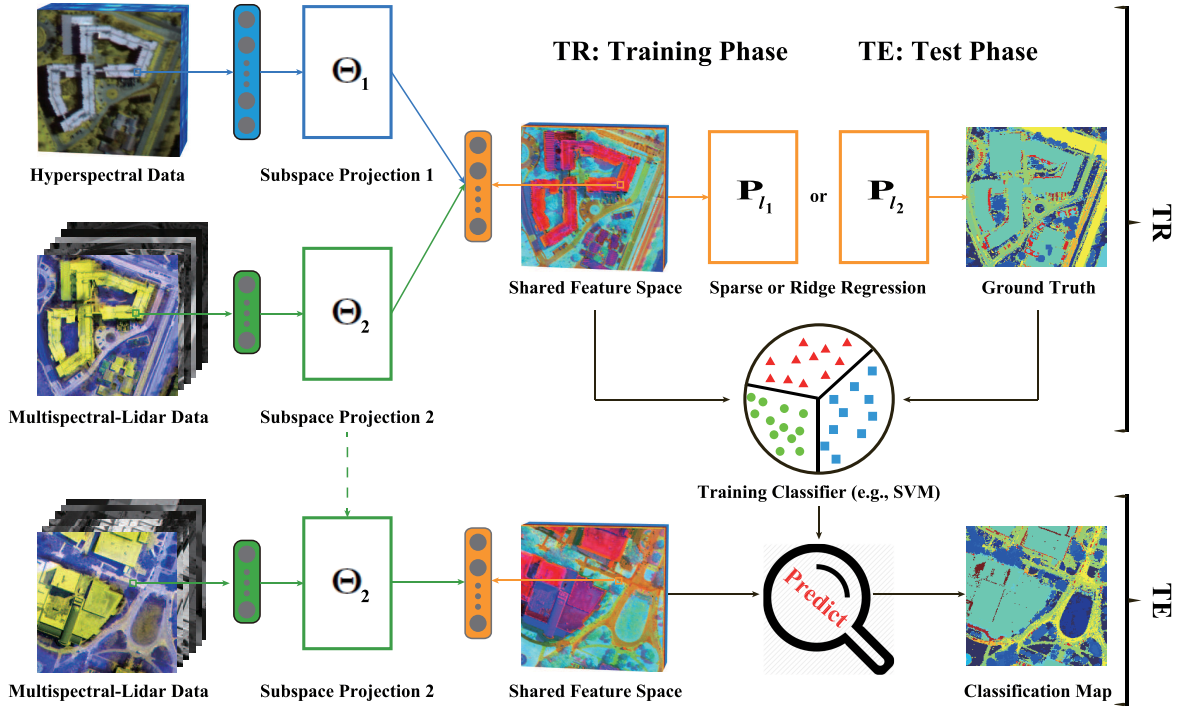 TR: Training Phase
TE: Test Phase
Θ1
Hyperspectral Data
Subspace Projection 1
Θ2
Multispectral-Lidar Data
Subspace Projection 2
Shared Feature Space
Pl1
or
Pl2
Sparse or Ridge Regression
Ground Truth
TR
Training Classifier (e.g., SVM)
Θ2
Multispectral-Lidar Data
Subspace Projection 2
Shared Feature Space
Predict
Classification Map
TE